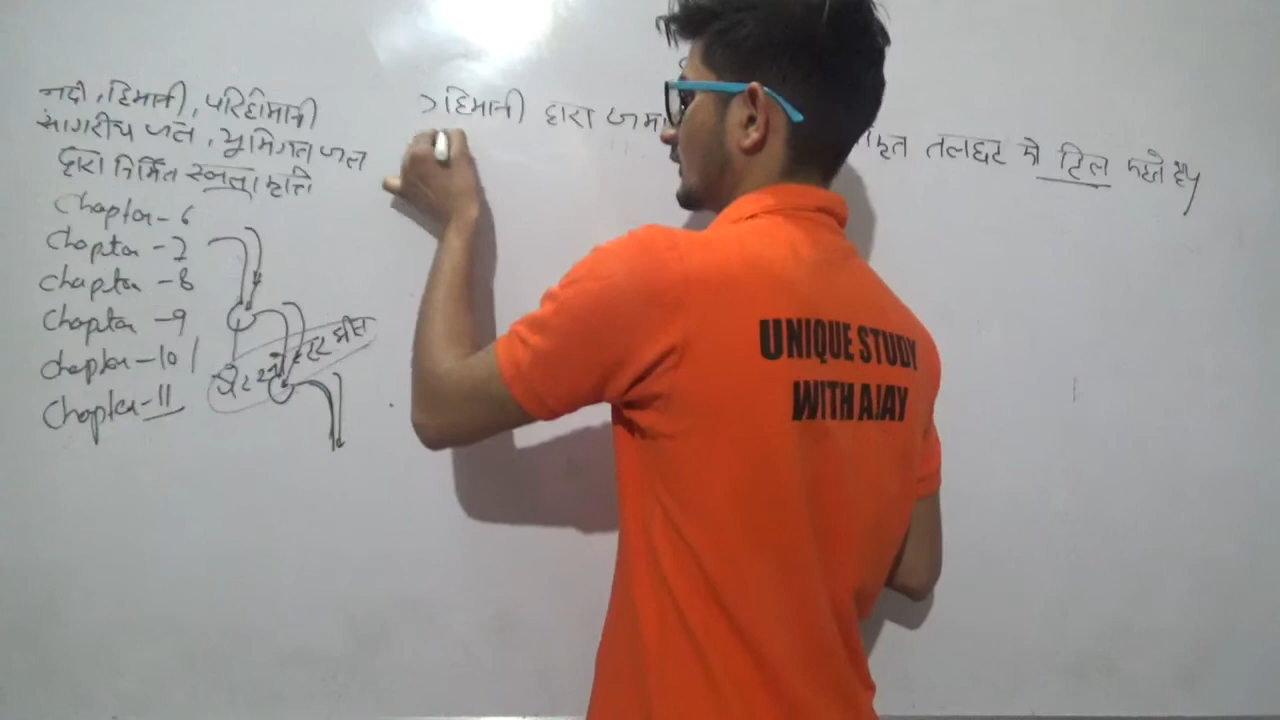 नदी, हिमानी, परिहिमानी
सागरीय जल, भूमिगत जल
द्वारा निर्मित स्थलाकृति
Chapter-6
Chapter-7
Chapter-8
Chapter-9
Chapter-10
Chapter-11
हिमानी द्वारा जमा
कृत तलछट को टिल कहते हैं
UNIQUE STUDY
WITH AJAY